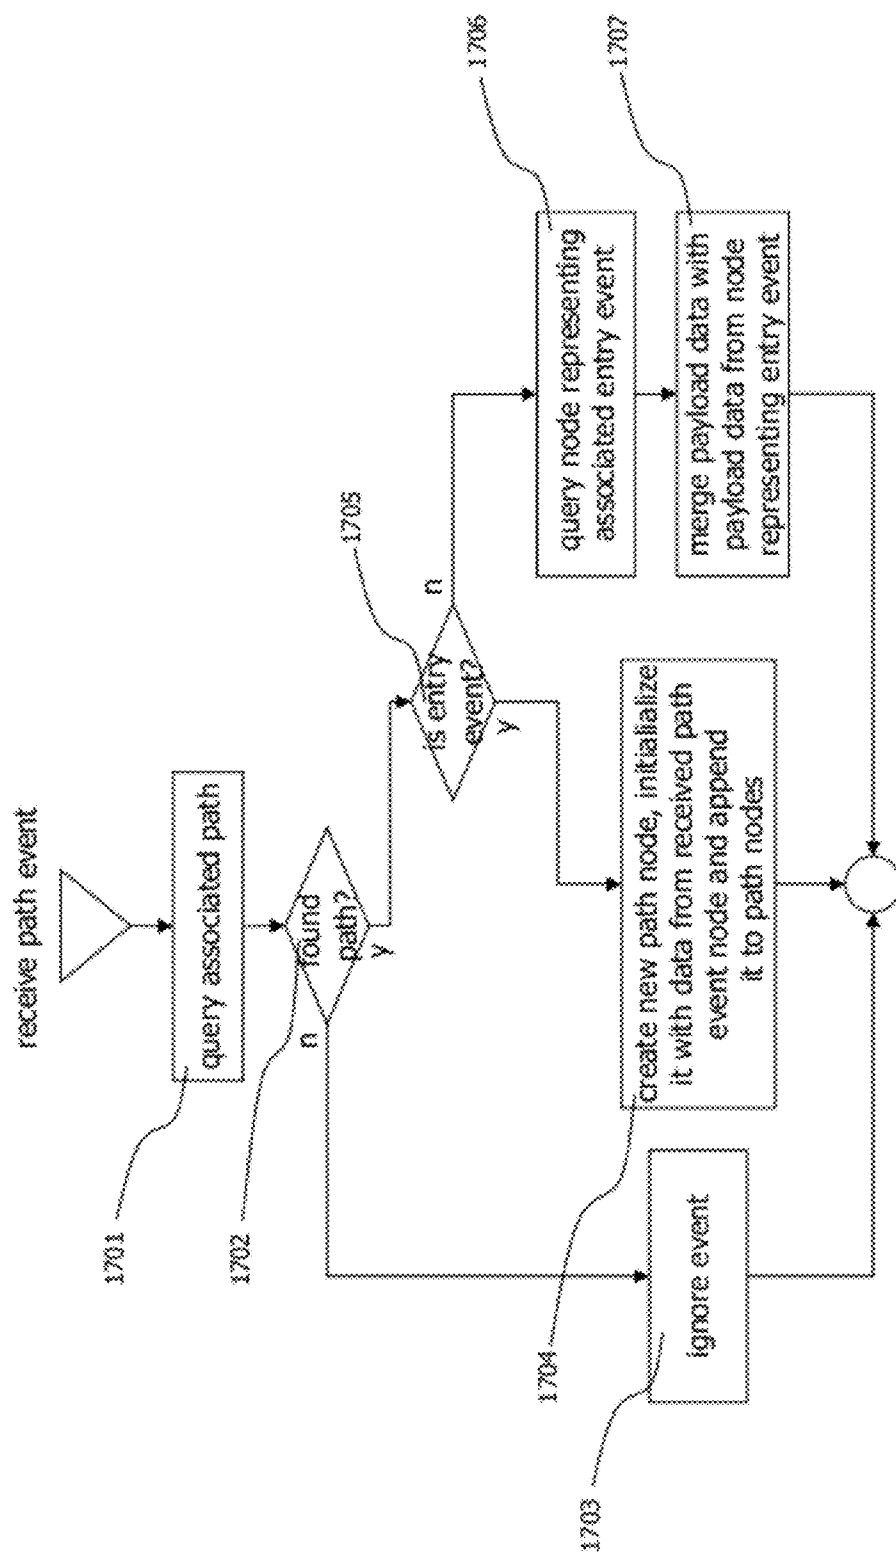 receive path event
1701
query associated path
1702
found
path?
n
y
1705
is entry
event?
n
y
1706
query node representing
associated entry event
1707
merge payload data with
payload data from node
representing entry event
1704
create new path node, initialialize
it with data from received path
event node and append
it to path nodes
1703
ignore event